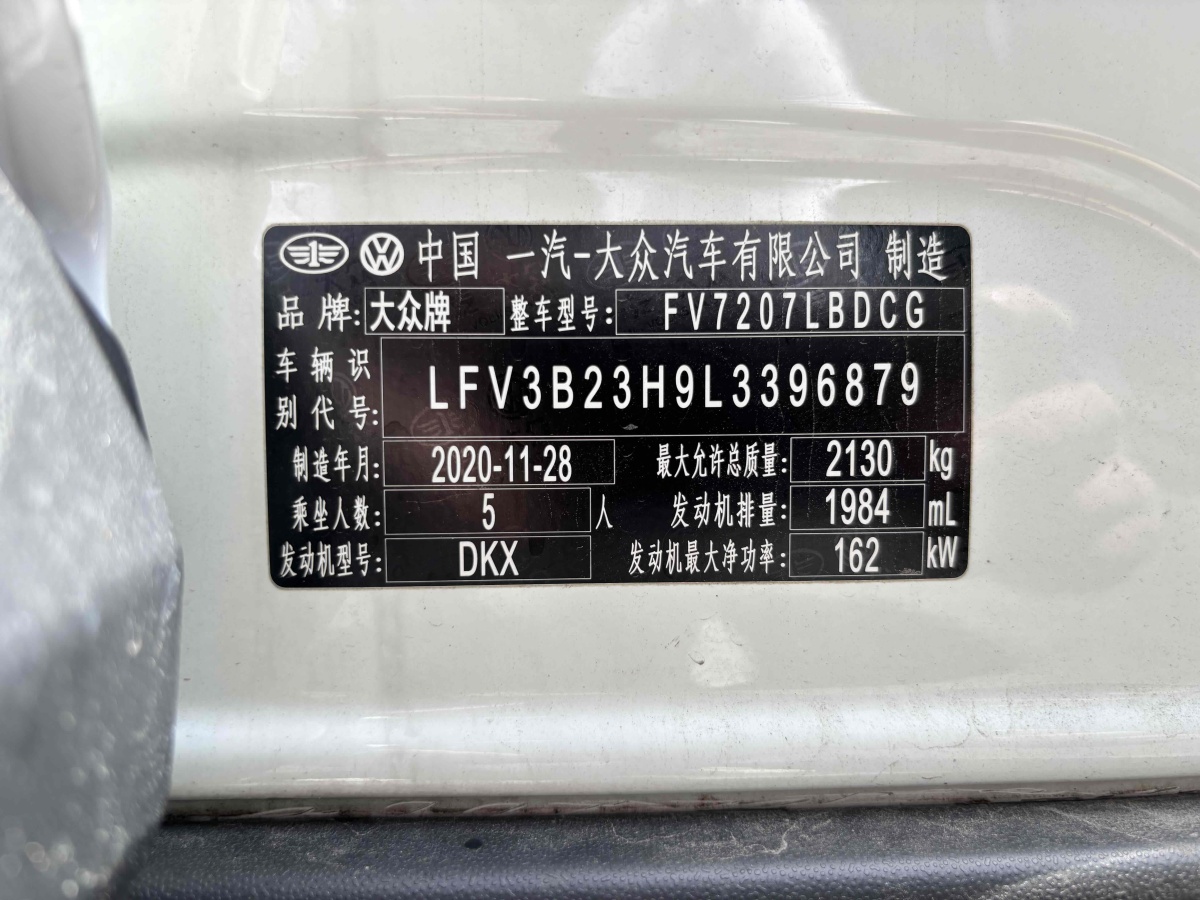 中国 一汽-大众汽车有限公司 制造
品牌: 大众牌 整车型号: FV7207LBDCG
车辆识别代号: LFV3B23H9L3396879
制造年月: 2020-11-28 最大允许总质量: 2130 kg
乘坐人数: 5 人 发动机排量: 1984 mL
发动机型号: DKX 发动机最大净功率: 162 kW